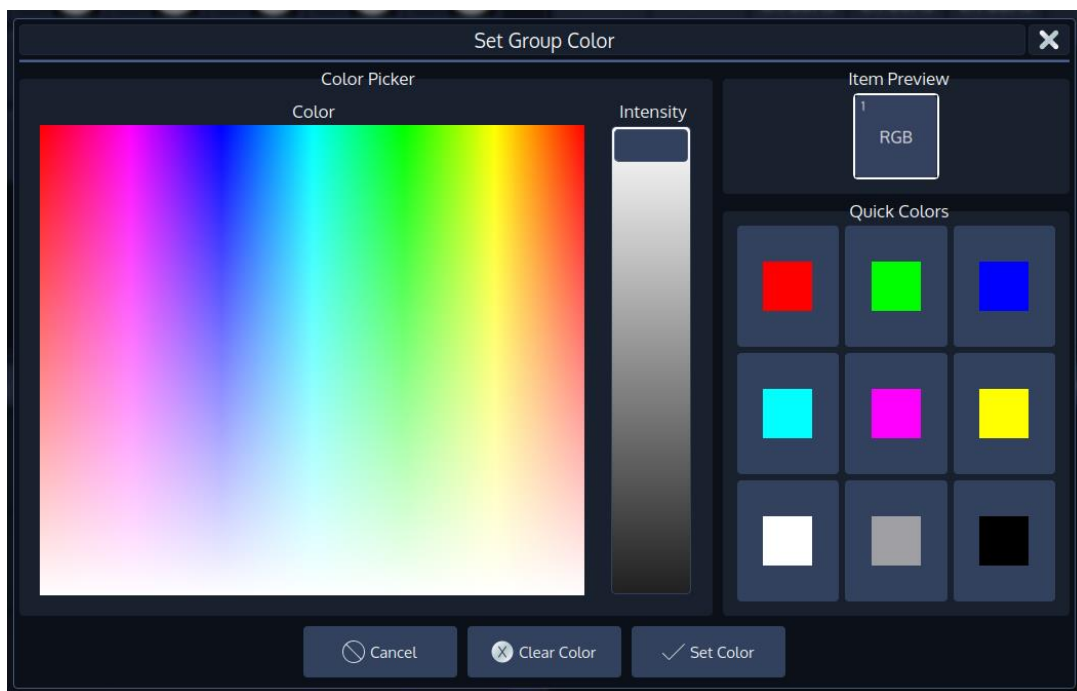 Set Group Color
Color Picker
Color
Intensity
Item Preview
1
RGB
Quick Colors
Cancel
X
Clear Color
Set Color